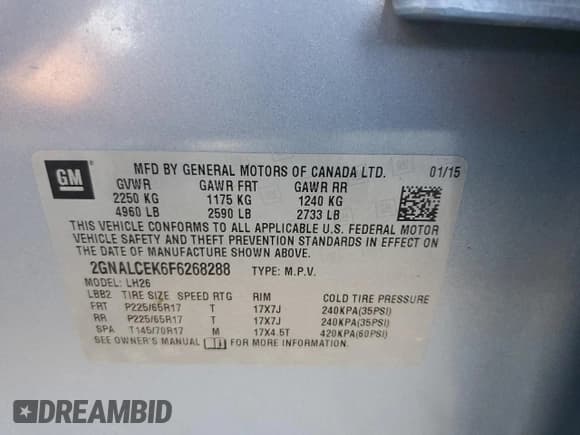 GM
MFD BY GENERAL MOTORS OF CANADA LTD. 01/15
GVWR GAWR FRT GAWR RR
2250 KG 1175 KG 1240 KG
4960 LB 2590 LB 2733 LB
THIS VEHICLE CONFORMS TO ALL APPLICABLE U.S. FEDERAL MOTOR
VEHICLE SAFETY AND THEFT PREVENTION STANDARDS IN EFFECT ON
THE DATE OF MANUFACTURE SHOWN ABOVE.
2GNALCEK6F6268288 TYPE: M.P.V.
MODEL: LH26
LBB2 TIRE SIZE SPEED RTG RIM COLD TIRE PRESSURE
FRT P225/65R17 T 17X7J 240KPA(35PSI)
RR P225/65R17 T 17X7J 240KPA(35PSI)
SPA T145/70R17 M 17X4.5T 420KPA(60PSI)
SEE OWNER'S MANUAL FOR MORE INFORMATION.
DREAMBID